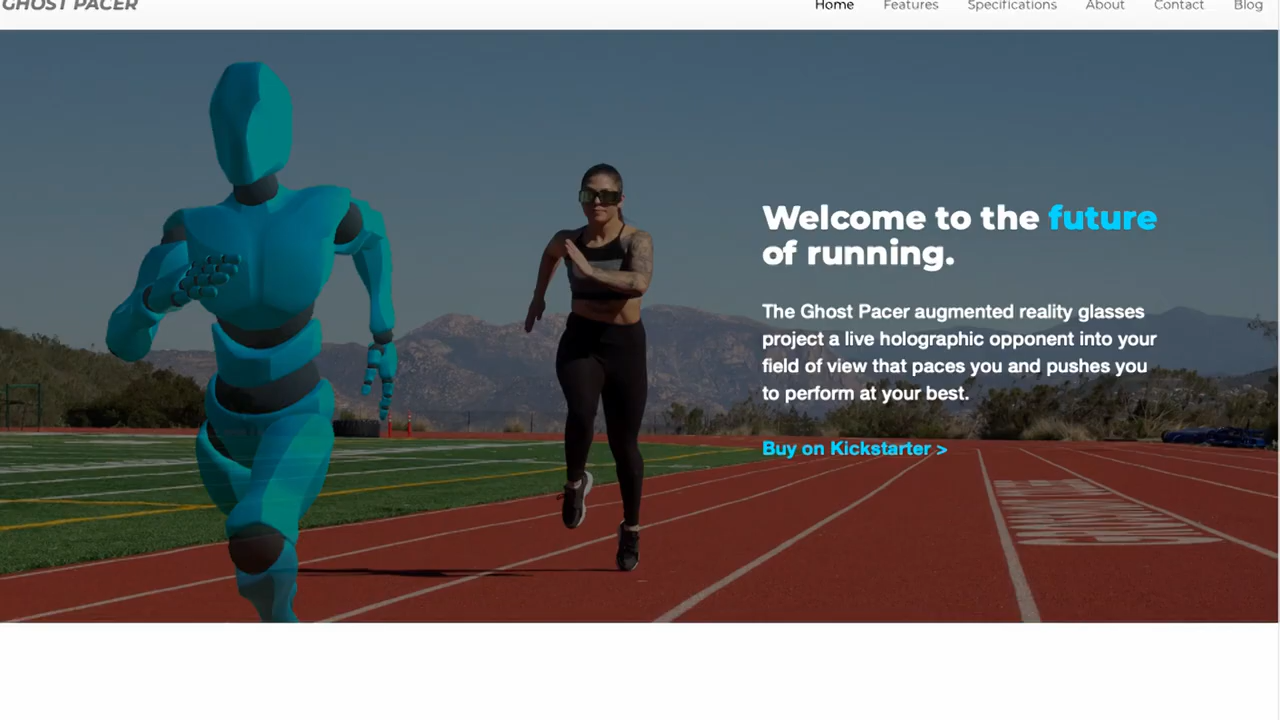 GHOST PACER
Home Features Specifications About Contact Blog
Welcome to the future
of running.
The Ghost Pacer augmented reality glasses
project a live holographic opponent into your
field of view that paces you and pushes you
to perform at your best.
Buy on Kickstarter >